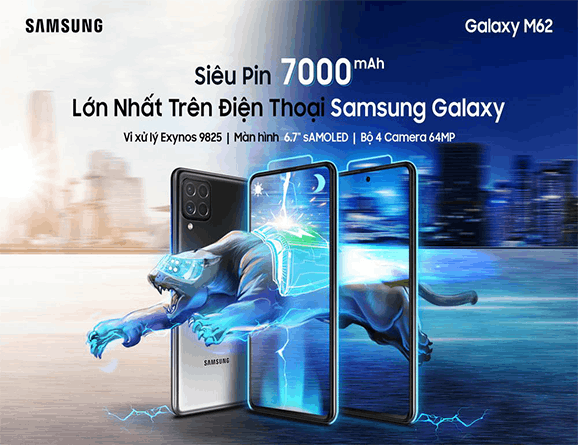 SAMSUNG
Galaxy M62
Siêu Pin 7000mAh
Lớn Nhất Trên Điện Thoại Samsung Galaxy
Vi xử lý Exynos 9825 | Màn hình 6.7" sAMOLED | Bộ 4 Camera 64MP
SAMSUNG